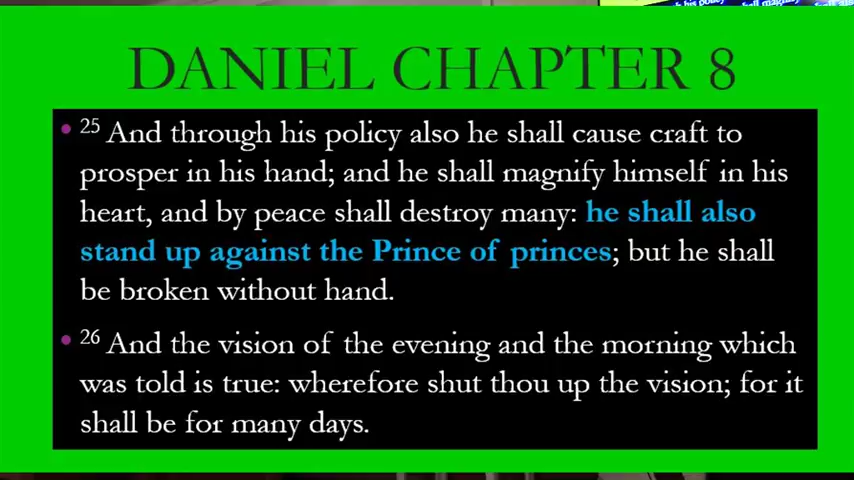 DANIEL CHAPTER 8
• 25 And through his policy also he shall cause craft to
prosper in his hand; and he shall magnify himself in his
heart, and by peace shall destroy many: he shall also
stand up against the Prince of princes; but he shall
be broken without hand.
• 26 And the vision of the evening and the morning which
was told is true: wherefore shut thou up the vision; for it
shall be for many days.